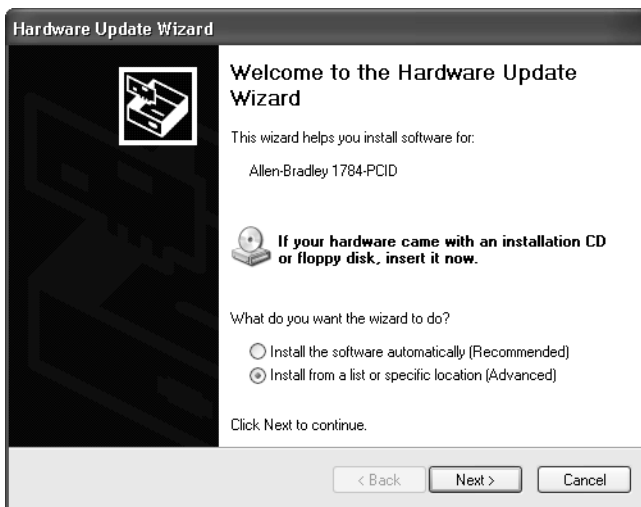 Hardware Update Wizard
Welcome to the Hardware Update
Wizard
This wizard helps you install software for:
Allen-Bradley 1784-PCID
If your hardware came with an installation CD
or floppy disk, insert it now.
What do you want the wizard to do?
Install the software automatically (Recommended)
Install from a list or specific location (Advanced)
Click Next to continue.
< Back Next > Cancel